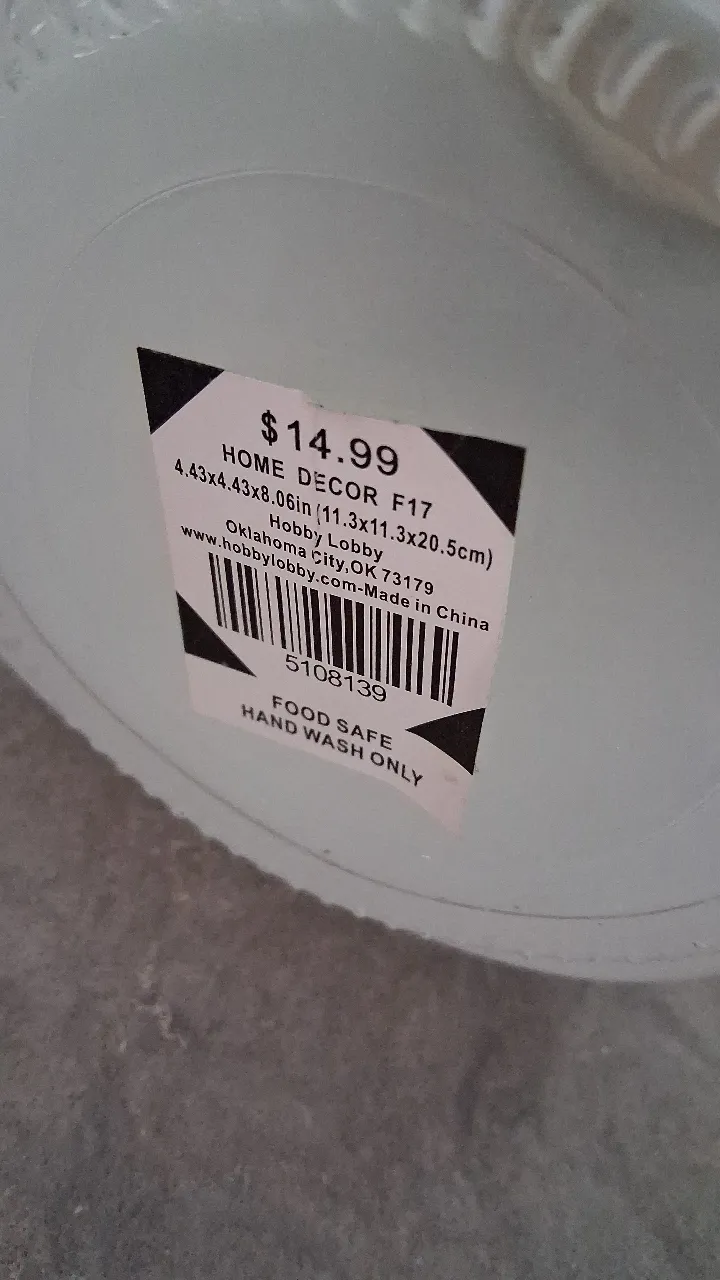 $14.99
HOME DECOR F17
4.43x4.43x8.06in (11.3x11.3x20.5cm)
Hobby Lobby
Oklahoma City,OK 73179
www.hobbylobby.com-Made in China
5108139
FOOD SAFE
HAND WASH ONLY